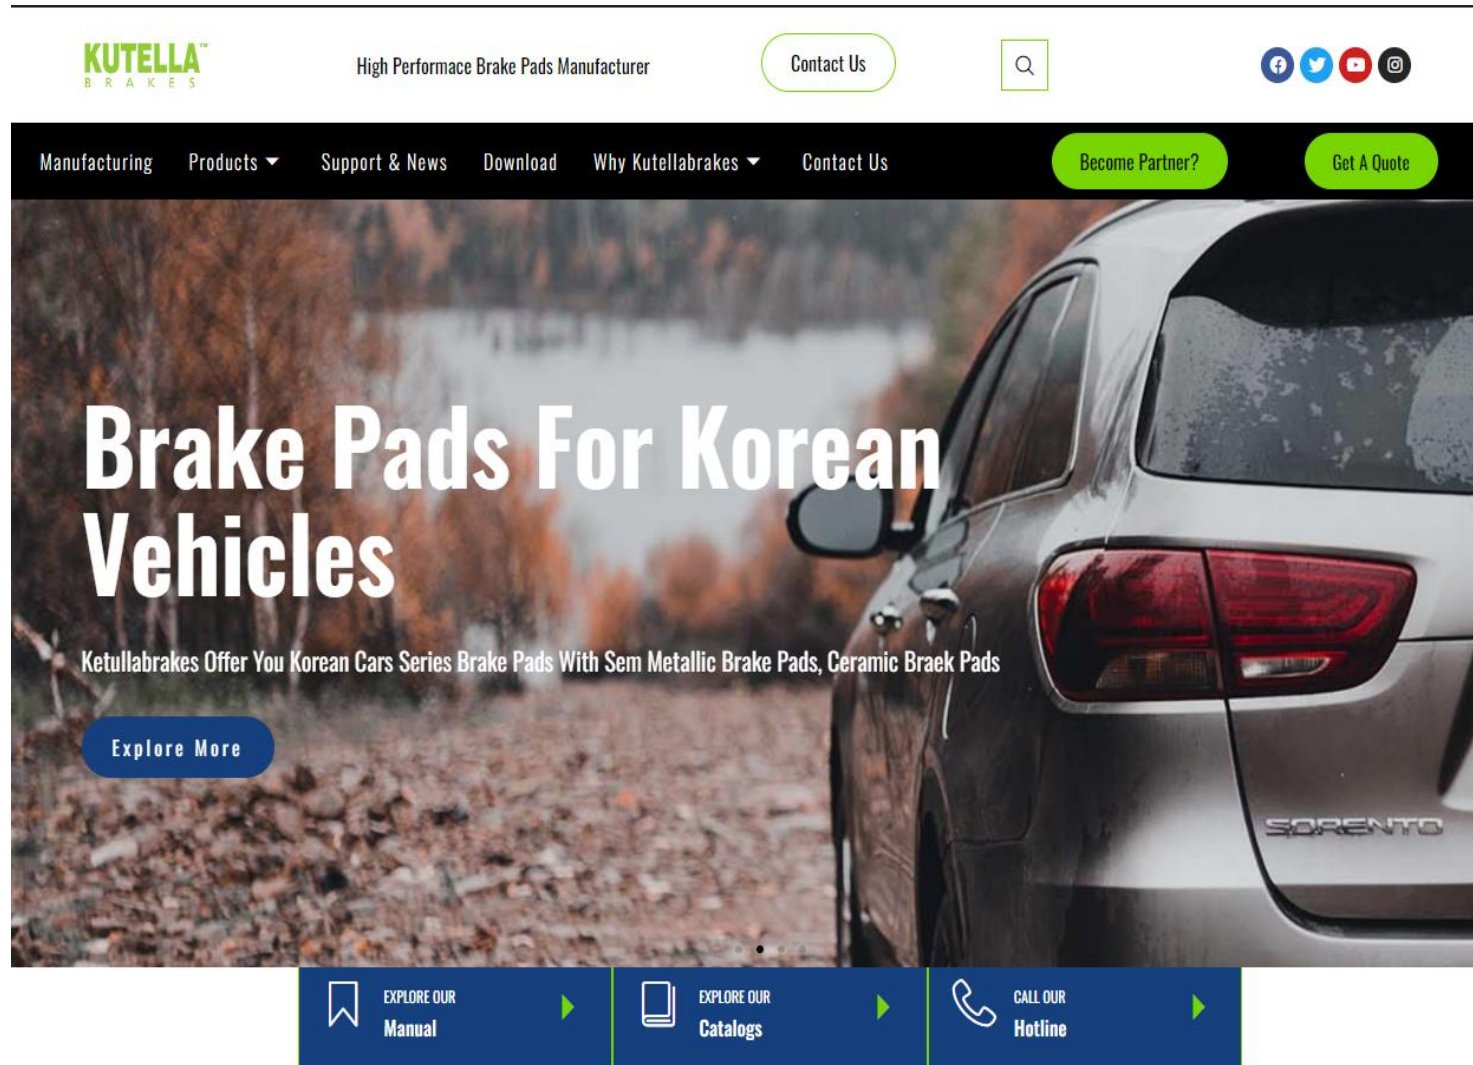 KUTELLA™
BRAKES
High Performace Brake Pads Manufacturer
Contact Us
Manufacturing
Products
Support & News
Download
Why Kutellabrakes
Contact Us
Become Partner?
Get A Quote
Brake Pads For Korean
Vehicles
Ketullabrakes Offer You Korean Cars Series Brake Pads With Sem Metallic Brake Pads, Ceramic Braek Pads
Explore More
SORENTO
EXPLORE OUR
Manual
EXPLORE OUR
Catalogs
CALL OUR
Hotline